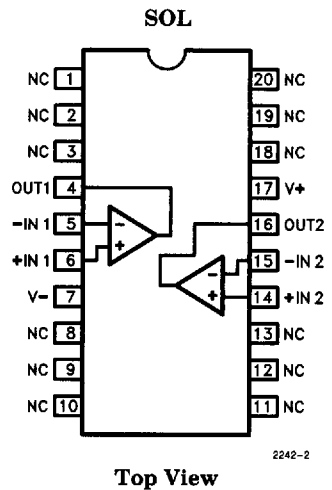 SOL
NC 1 20 NC
NC 2 19 NC
NC 3 18 NC
OUT1 4 17 V+
-IN 1 5 - 16 OUT2
+IN 1 6 + - 15 -IN 2
V- 7 + 14 +IN 2
NC 8 13 NC
NC 9 12 NC
NC 10 11 NC
2242-2
Top View